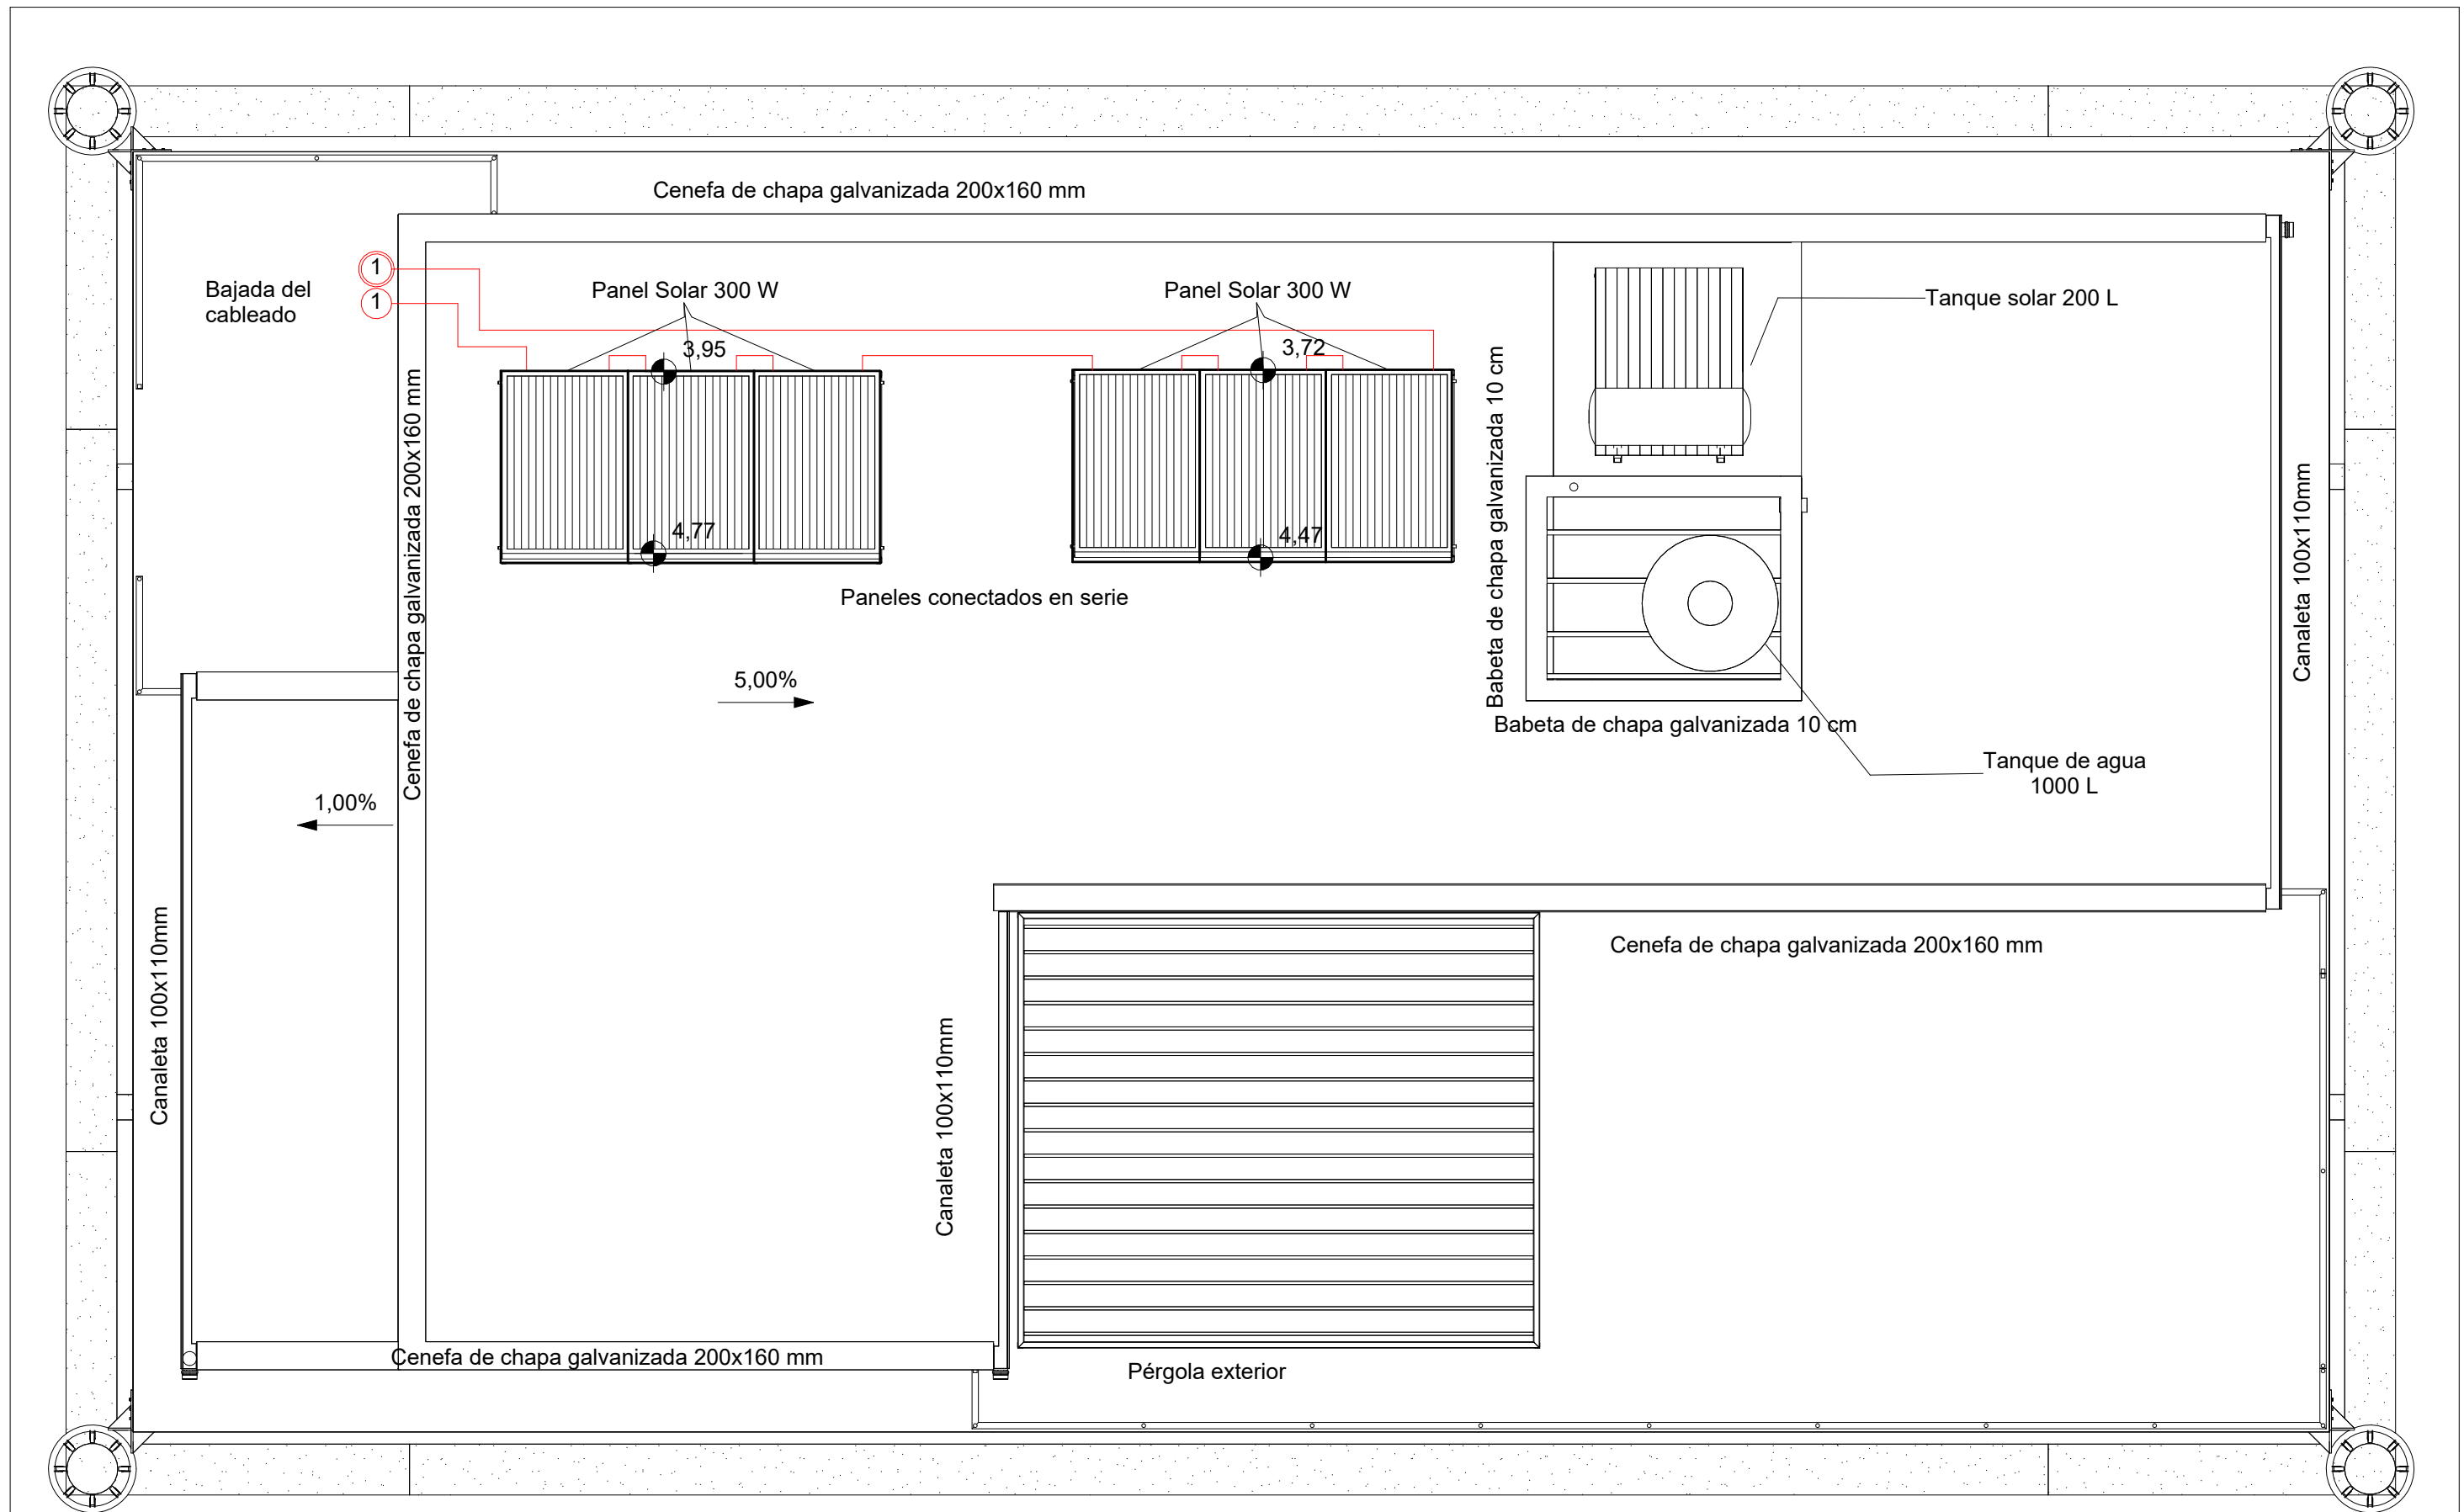 Cenefa de chapa galvanizada 200x160 mm
1
Bajada del
cableado
1
Panel Solar 300 W
Panel Solar 300 W
Tanque solar 200 L
3,95
3,72
Cenefa de chapa galvanizada 200x160 mm
Babeta de chapa galvanizada 10 cm
Canaleta 100x110mm
4,77
4,47
Paneles conectados en serie
5,00%
Babeta de chapa galvanizada 10 cm
Tanque de agua
1000 L
1,00%
Canaleta 100x110mm
Cenefa de chapa galvanizada 200x160 mm
Canaleta 100x110mm
Cenefa de chapa galvanizada 200x160 mm
Pérgola exterior